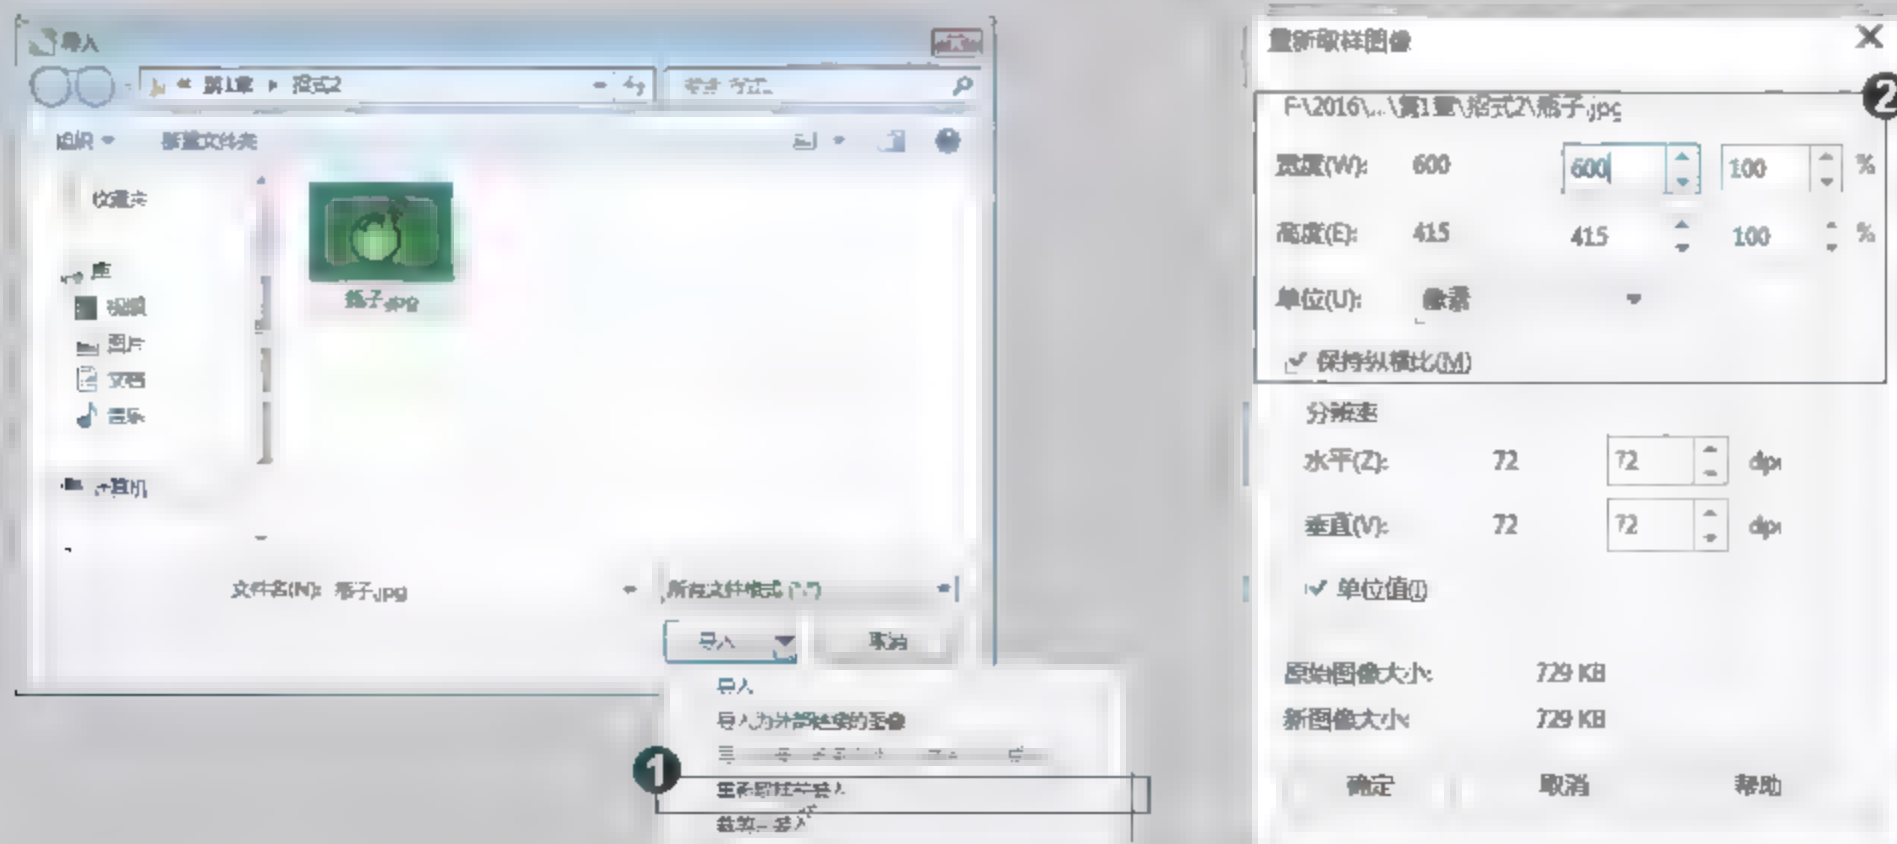 导入
« 第1章 ▸ 招式2
组织 新建文件夹
收藏夹
库
视频
图片
文档
音乐
计算机
瓶子.jpg
文件名(N): 瓶子.jpg
所有文件格式 (*.*)
导入 取消
导入
导入为外部链接的图像
1
重新取样并装入
裁剪并装入
重新取样图像
2
F:\2016\...\第1章\招式2\瓶子.jpg
宽度(W): 600 600 100 %
高度(E): 415 415 100 %
单位(U): 像素
保持纵横比(M)
分辨率
水平(Z): 72 72 dpi
垂直(V): 72 72 dpi
单位值(I)
原始图像大小: 729 KB
新图像大小: 729 KB
确定 取消 帮助